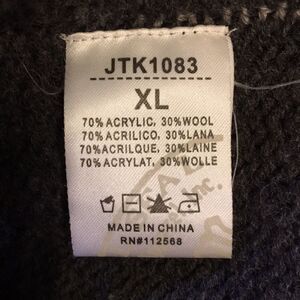 JTK1083
XL
70% ACRYLIC, 30%WOOL
70% ACRILICO, 30%LANA
70% ACRILQUE, 30%LAINE
70% ACRYLAT, 30%WOLLE
MADE IN CHINA
RN#112568